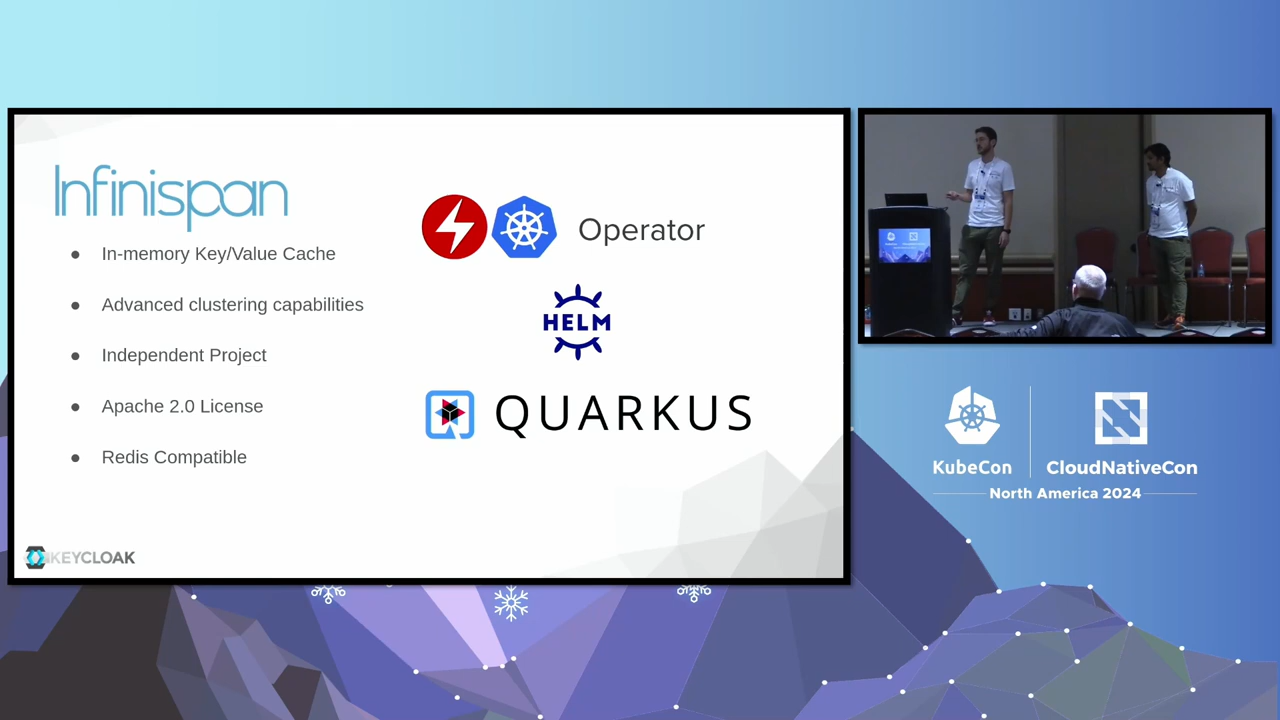 Infinispan
● In-memory Key/Value Cache
● Advanced clustering capabilities
● Independent Project
● Apache 2.0 License
● Redis Compatible
Operator
HELM
QUARKUS
KEYCLOAK
KubeCon
CloudNativeCon
North America 2024